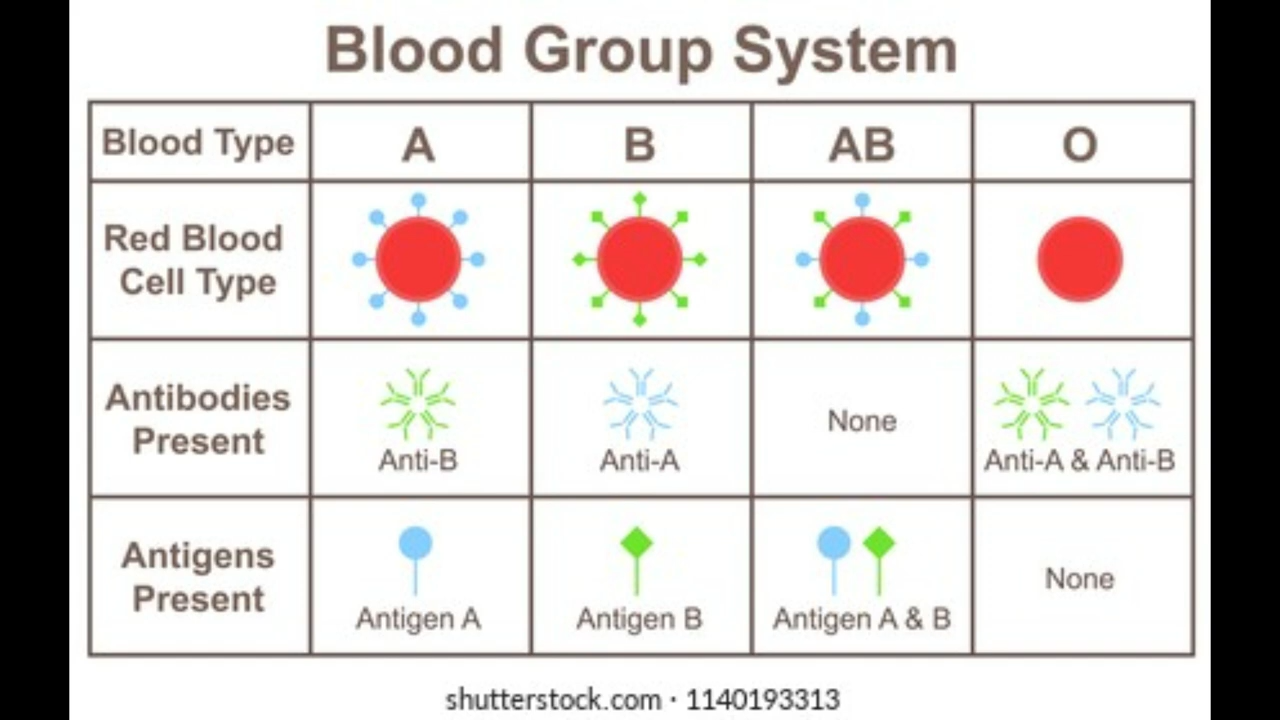 Blood Group System
Blood Type A B AB O
Red Blood
Cell Type
Antibodies
Present
Anti-B
Anti-A
None
Anti-A & Anti-B
Antigens
Present
Antigen A
Antigen B
Antigen A & B
None
shutterstock.com · 1140193313